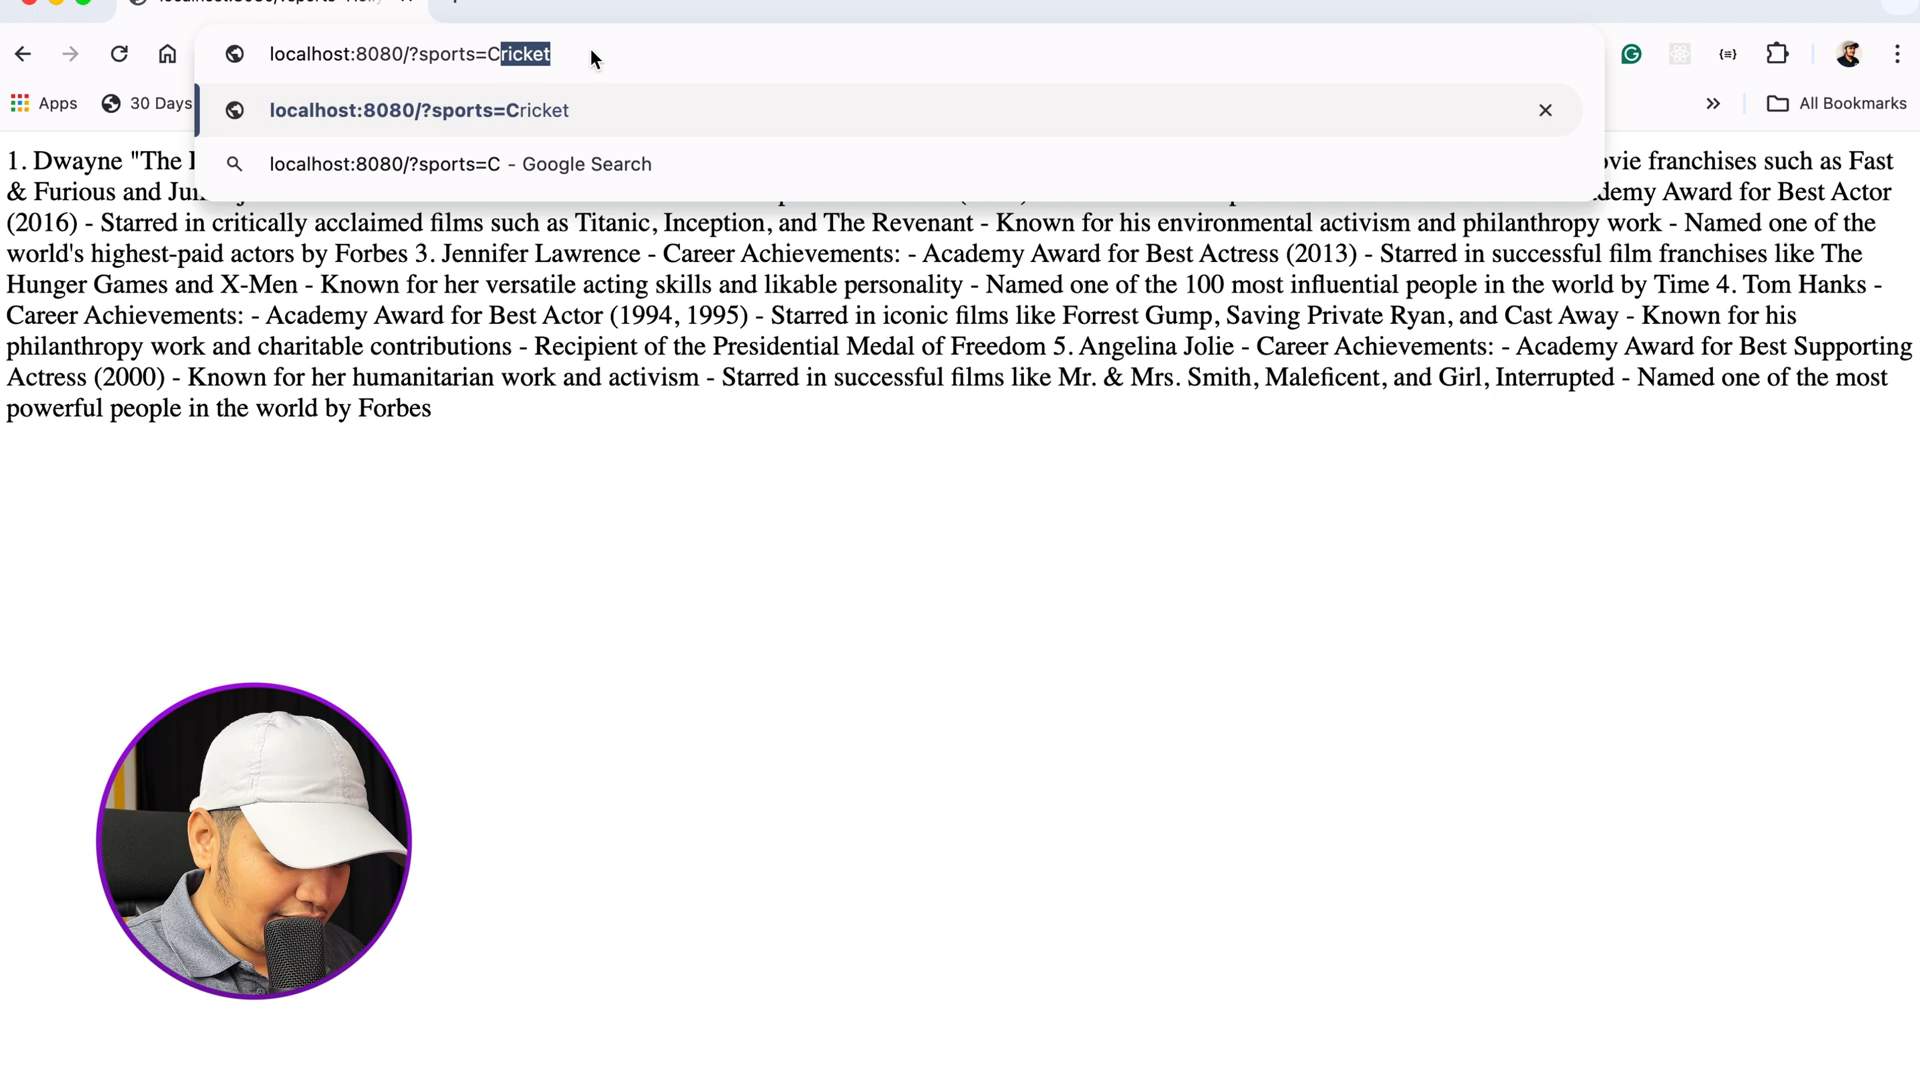 localhost:8080/?sports=Cricket
Apps
30 Days
All Bookmarks
localhost:8080/?sports=Cricket
localhost:8080/?sports=C - Google Search
1. Dwayne "The
ovie franchises such as Fast
& Furious and
demy Award for Best Actor
(2016) - Starred in critically acclaimed films such as Titanic, Inception, and The Revenant - Known for his environmental activism and philanthropy work - Named one of the
world's highest-paid actors by Forbes 3. Jennifer Lawrence - Career Achievements: - Academy Award for Best Actress (2013) - Starred in successful film franchises like The
Hunger Games and X-Men - Known for her versatile acting skills and likable personality - Named one of the 100 most influential people in the world by Time 4. Tom Hanks -
Career Achievements: - Academy Award for Best Actor (1994, 1995) - Starred in iconic films like Forrest Gump, Saving Private Ryan, and Cast Away - Known for his
philanthropy work and charitable contributions - Recipient of the Presidential Medal of Freedom 5. Angelina Jolie - Career Achievements: - Academy Award for Best Supporting
Actress (2000) - Known for her humanitarian work and activism - Starred in successful films like Mr. & Mrs. Smith, Maleficent, and Girl, Interrupted - Named one of the most
powerful people in the world by Forbes